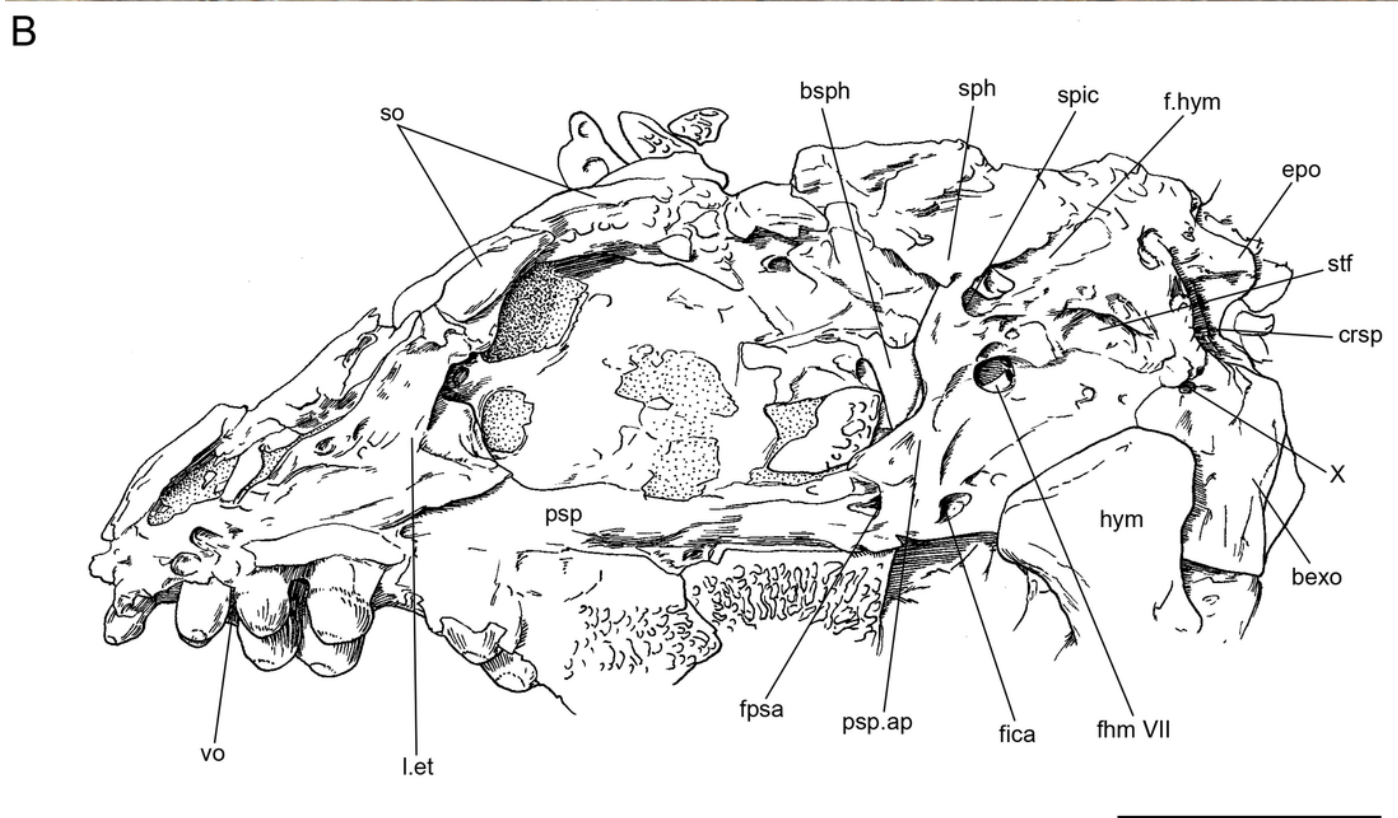 B
so
bsph
sph
spic
f.hym
epo
stf
crsp
X
psp
hym
bexo
fpsa
psp.ap
fica
fhm VII
vo
l.et